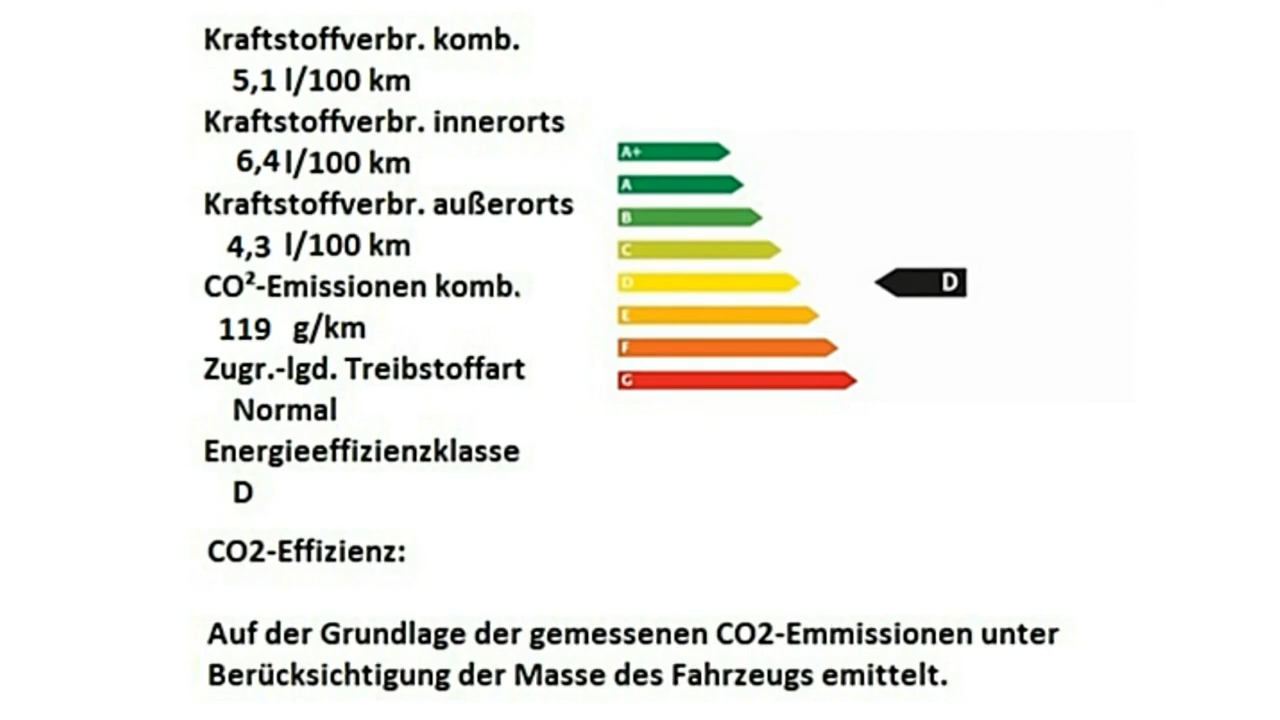 Kraftstoffverbr. komb.
5,1 l/100 km
Kraftstoffverbr. innerorts
6,4 l/100 km
Kraftstoffverbr. außerorts
4,3 l/100 km
CO²-Emissionen komb.
119 g/km
Zugr.-lgd. Treibstoffart
Normal
Energieeffizienzklasse
D
A+
A
B
C
D
E
F
G
D
CO2-Effizienz:
Auf der Grundlage der gemessenen CO2-Emmissionen unter
Berücksichtigung der Masse des Fahrzeugs emittelt.